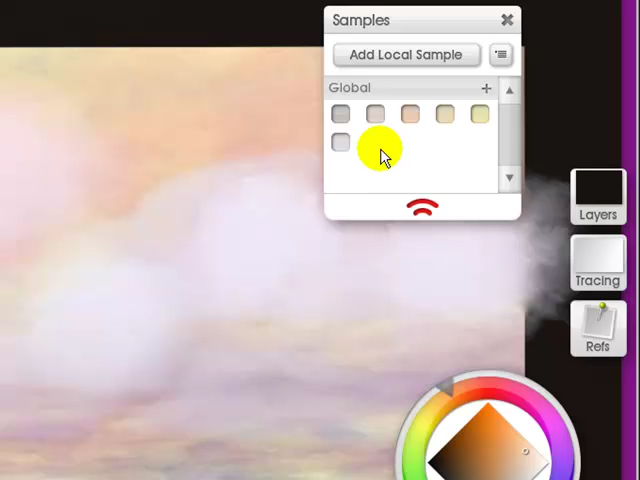 Samples
Add Local Sample
Global
Layers
Tracing
Refs